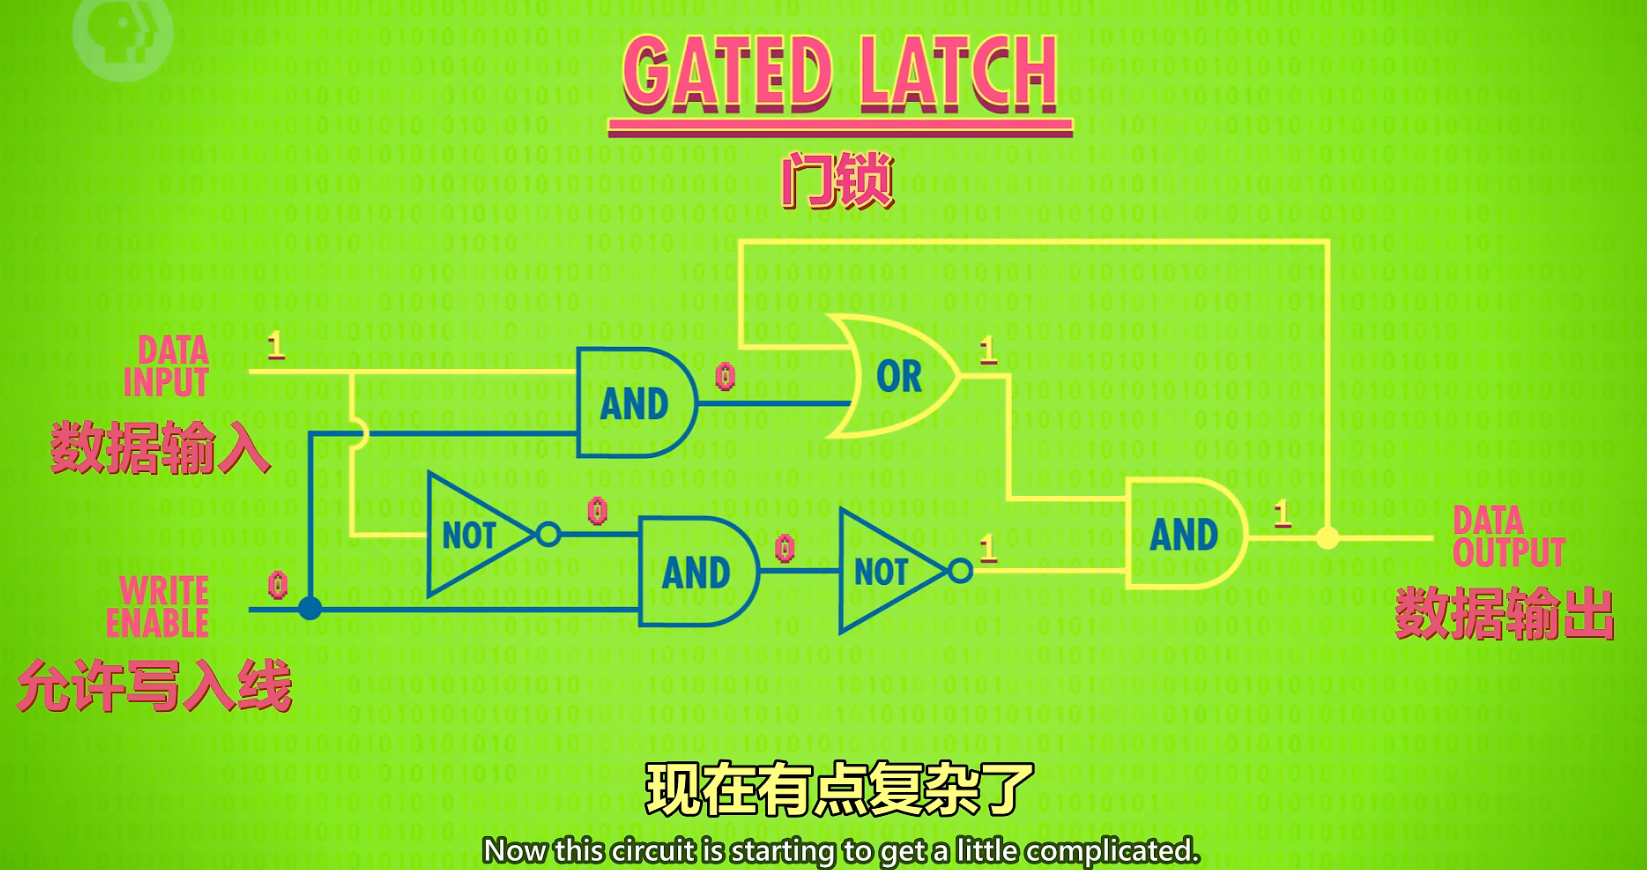 GATED LATCH
门锁
DATA
INPUT
1
数据输入
WRITE
ENABLE
0
允许写入线
AND
0
OR
1
NOT
0
AND
0
NOT
1
AND
1
DATA
OUTPUT
数据输出
现在有点复杂了
Now this circuit is starting to get a little complicated.